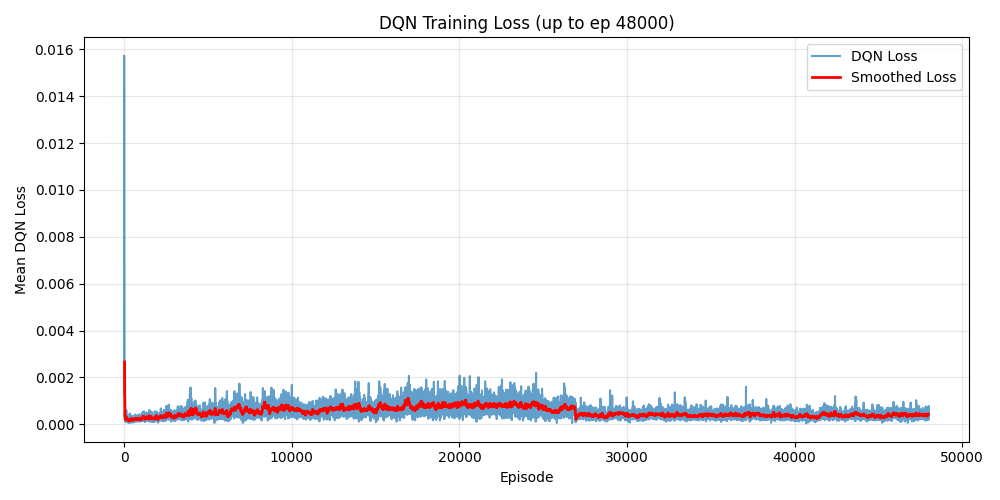 DQN Training Loss (up to ep 48000)
DQN Loss
Smoothed Loss
Mean DQN Loss
0.016
0.014
0.012
0.010
0.008
0.006
0.004
0.002
0.000
0 10000 20000 30000 40000 50000
Episode